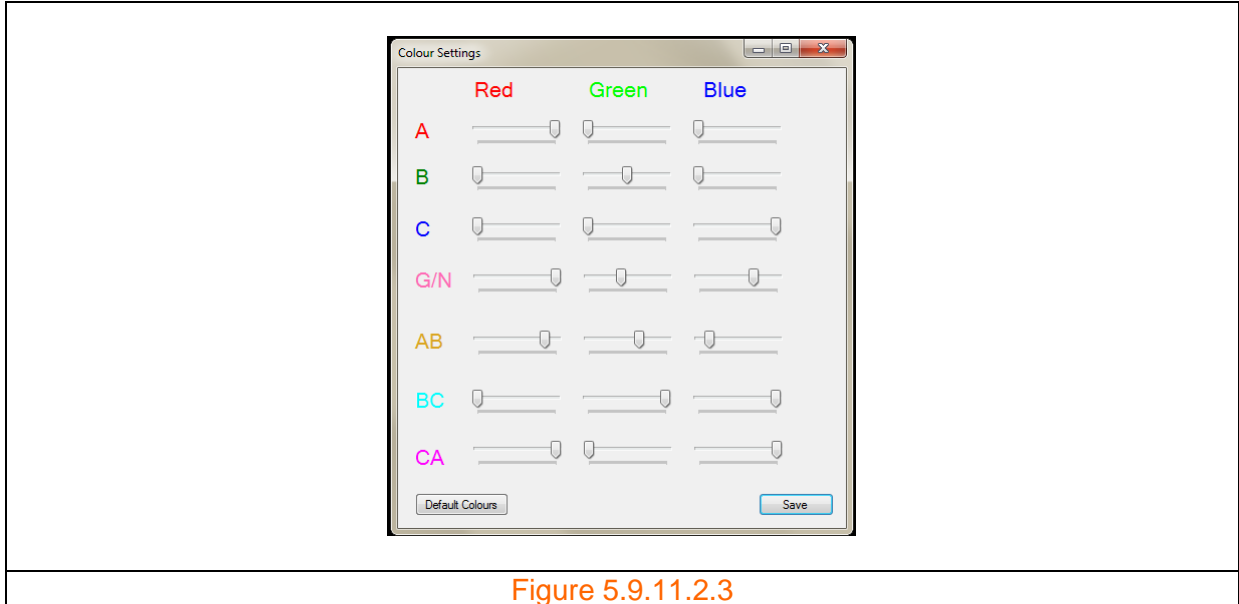 Colour Settings
Red Green Blue
A
B
C
G/N
AB
BC
CA
Default Colours Save
Figure 5.9.11.2.3